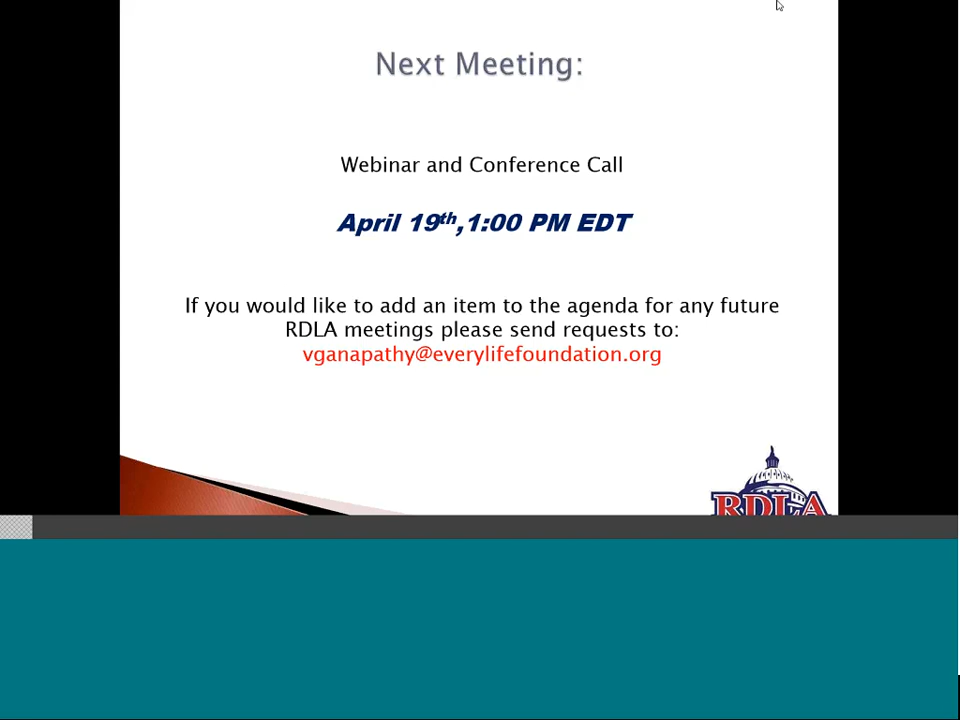 Next Meeting:
Webinar and Conference Call
April 19th,1:00 PM EDT
If you would like to add an item to the agenda for any future
RDLA meetings please send requests to:
vganapathy@everylifefoundation.org
RDLA